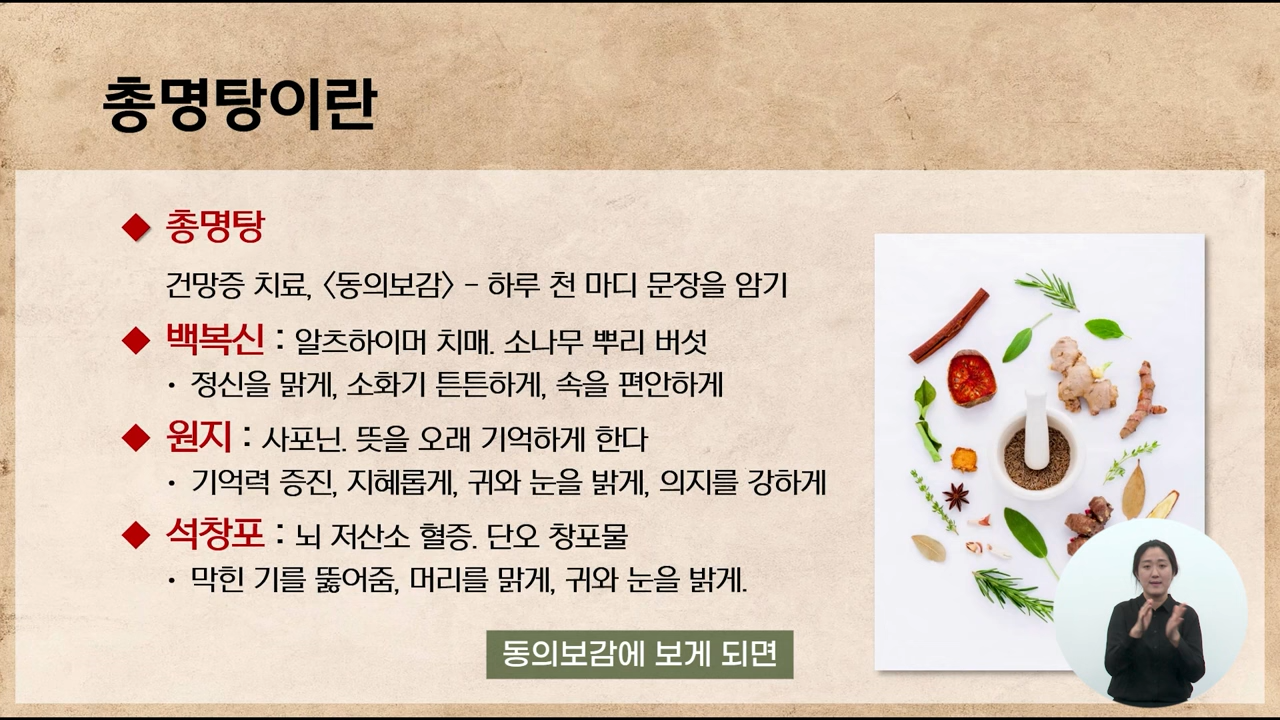 총명탕이란
◆ 총명탕
건망증 치료, <동의보감> - 하루 천 마디 문장을 암기
◆ 백복신 : 알츠하이머 치매. 소나무 뿌리 버섯
• 정신을 맑게, 소화기 튼튼하게, 속을 편안하게
◆ 원지 : 사포닌. 뜻을 오래 기억하게 한다
• 기억력 증진, 지혜롭게, 귀와 눈을 밝게, 의지를 강하게
◆ 석창포 : 뇌 저산소 혈증. 단오 창포물
• 막힌 기를 뚫어줌, 머리를 맑게, 귀와 눈을 밝게.
동의보감에 보게 되면